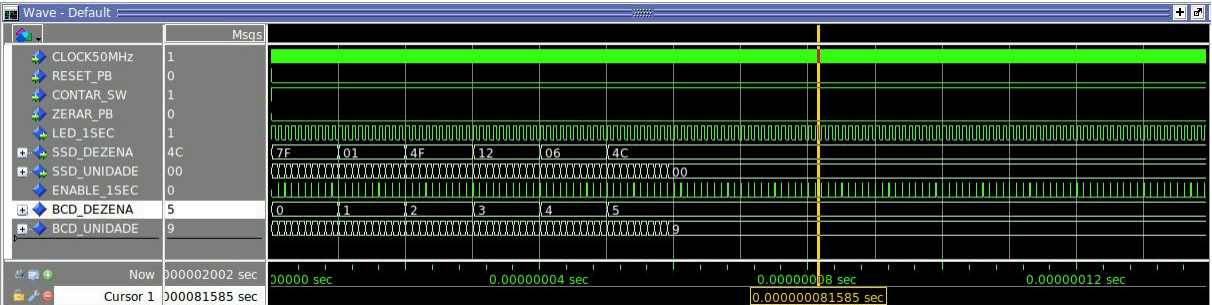 Wave - Default
Msgs
CLOCK50MHz 1
RESET_PB 0
CONTAR_SW 1
ZERAR_PB 0
LED_1SEC 1
SSD_DEZENA 4C 7F 01 4F 12 06 4C
SSD_UNIDADE 00 00
ENABLE_1SEC 0
BCD_DEZENA 5 0 1 2 3 4 5
BCD_UNIDADE 9 9
Now 000002002 sec 00000 sec 0.00000004 sec 0.00000008 sec 0.00000012 sec
Cursor 1 000081585 sec 0.000000081585 sec